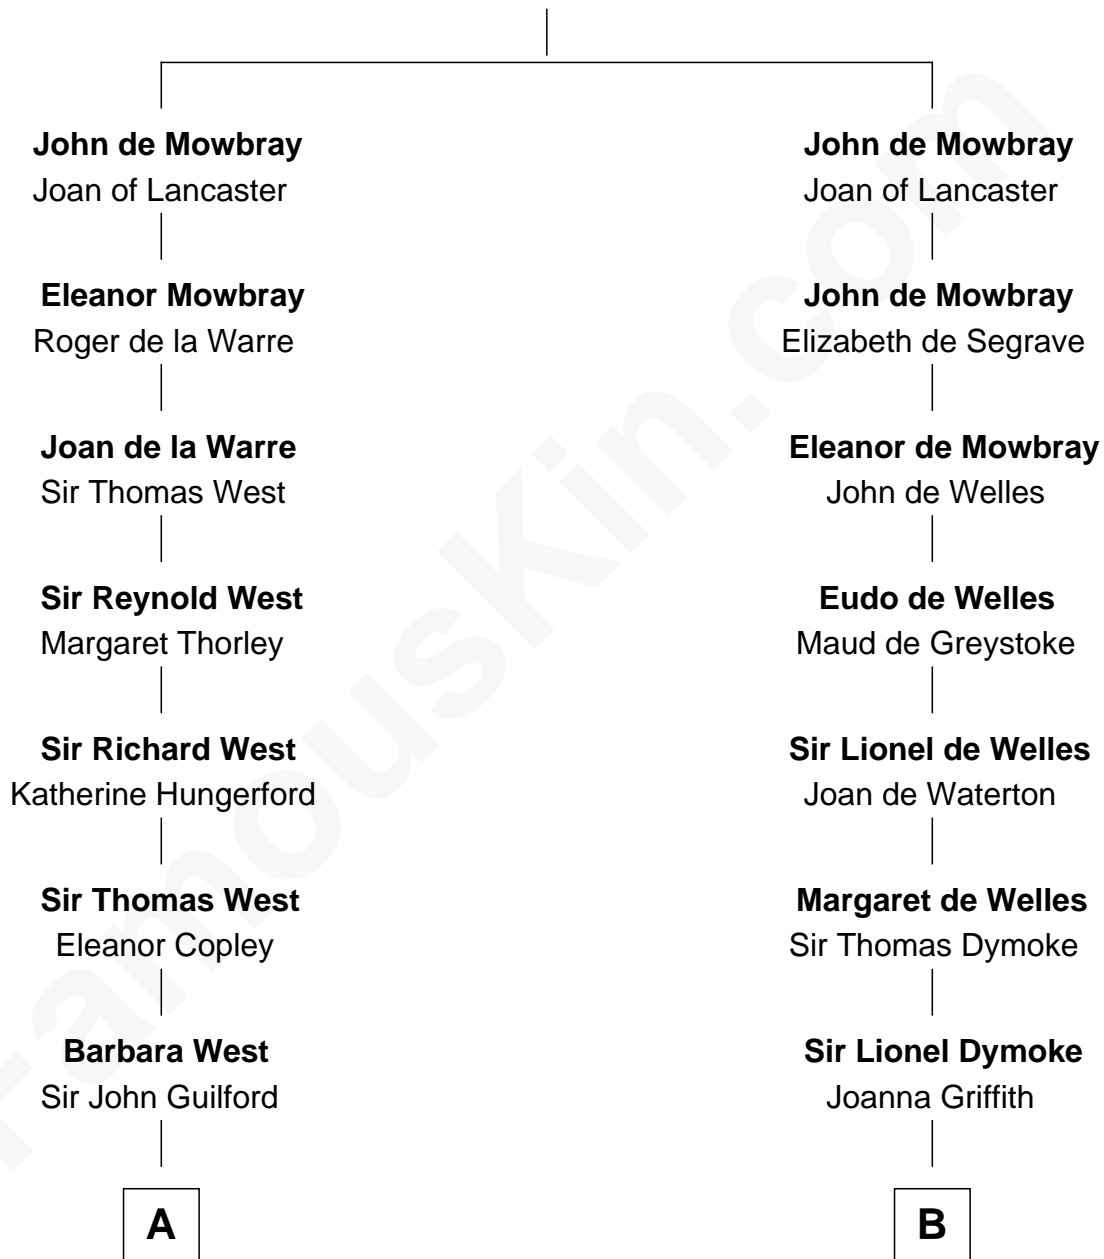 John de Mowbray
Joan of Lancaster
Eleanor Mowbray
Roger de la Warre
Joan de la Warre
Sir Thomas West
Sir Reynold West
Margaret Thorley
Sir Richard West
Katherine Hungerford
Sir Thomas West
Eleanor Copley
Barbara West
Sir John Guilford
A
John de Mowbray
Joan of Lancaster
John de Mowbray
Elizabeth de Segrave
Eleanor de Mowbray
John de Welles
Eudo de Welles
Maud de Greystoke
Sir Lionel de Welles
Joan de Waterton
Margaret de Welles
Sir Thomas Dymoke
Sir Lionel Dymoke
Joanna Griffith
B
FamousKin.com